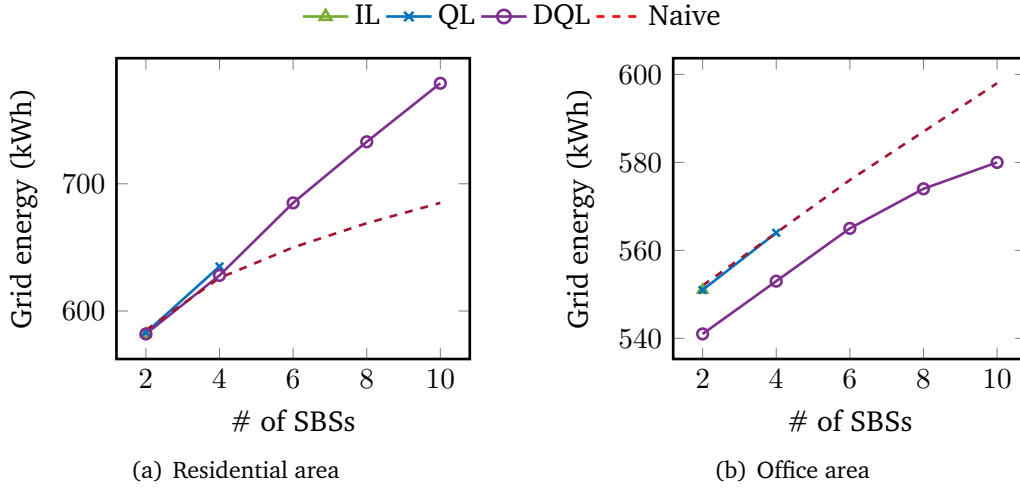 IL QL DQL Naive
Grid energy (kWh)
700
600
2 4 6 8 10
# of SBSs
(a) Residential area
Grid energy (kWh)
600
580
560
540
2 4 6 8 10
# of SBSs
(b) Office area